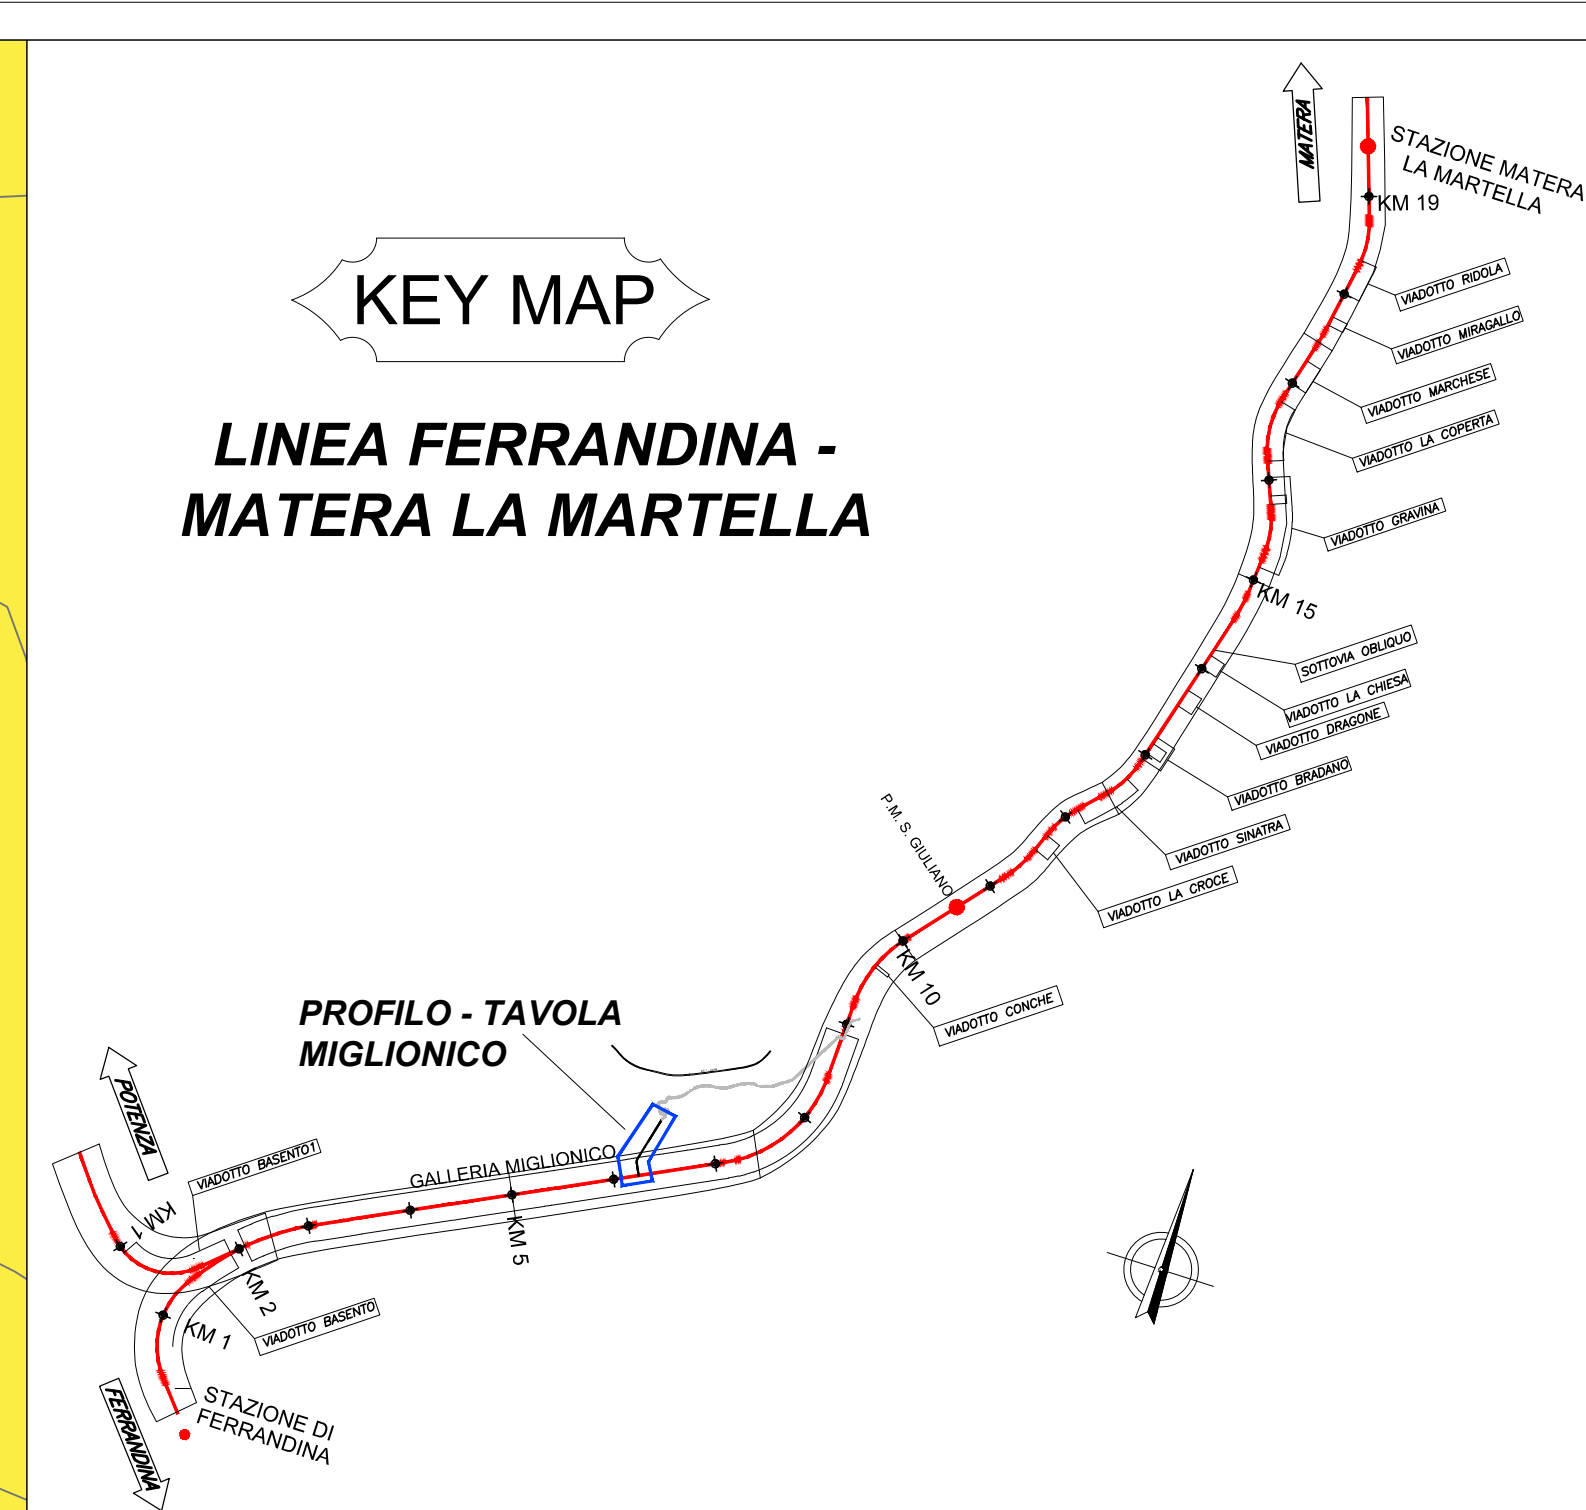 KEY MAP
LINEA FERRANDINA -
MATERA LA MARTELLA
MATERA
STAZIONE MATERA
LA MARTELLA
KM 19
VIADOTTO RIDOLA
VIADOTTO MIRAGALLO
VIADOTTO MARCHESE
VIADOTTO LA COPERTA
VIADOTTO GRAVINA
KM 15
SOTTOVIA OBLIQUO
VIADOTTO LA CHIESA
VIADOTTO DRAGONE
VIADOTTO BRADANO
VIADOTTO SINATRA
VIADOTTO LA CROCE
P.M. S. GIULIANO
KM 10
VIADOTTO CONCHE
PROFILO - TAVOLA
MIGLIONICO
GALLERIA MIGLIONICO
KM 5
POTENZA
VIADOTTO BASENTO1
KM 1
KM 2
KM 1
VIADOTTO BASENTO
STAZIONE DI
FERRANDINA
FERRANDINA